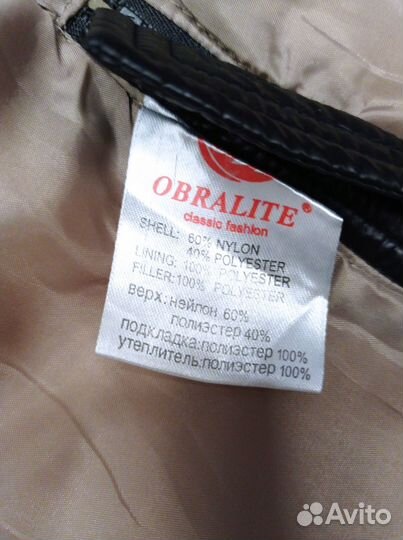 OBRALITE®
classic fashion
SHELL: 60% NYLON
40% POLYESTER
LINING: 100% POLYESTER
FILLER:100% POLYESTER
верх: нэйлон 60%
полиэстер 40%
подкладка:полиэстер 100%
утеплитель:полиэстер 100%
Avito